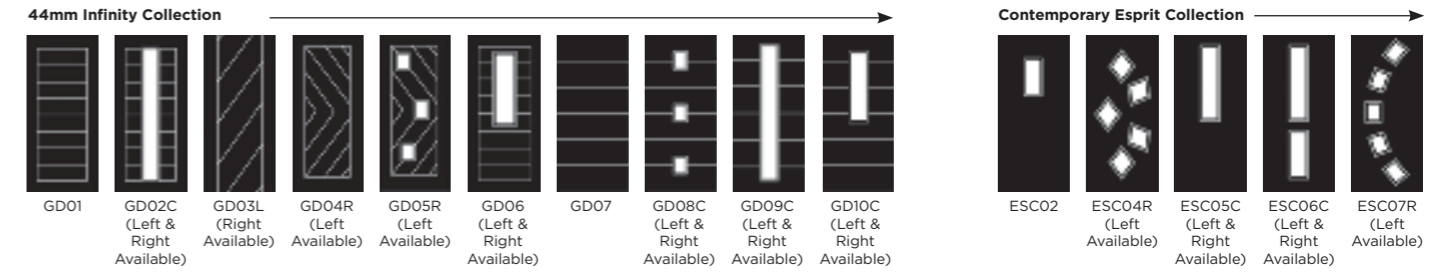 44mm Infinity Collection
Contemporary Esprit Collection
GD01
GD02C
(Left &
Right
Available)
GD03L
(Right
Available)
GD04R
(Left
Available)
GD05R
(Left
Available)
GD06
(Left &
Right
Available)
GD07
GD08C
(Left &
Right
Available)
GD09C
(Left &
Right
Available)
GD10C
(Left &
Right
Available)
ESC02
ESC04R
(Left
Available)
ESC05C
(Left &
Right
Available)
ESC06C
(Left &
Right
Available)
ESC07R
(Left
Available)